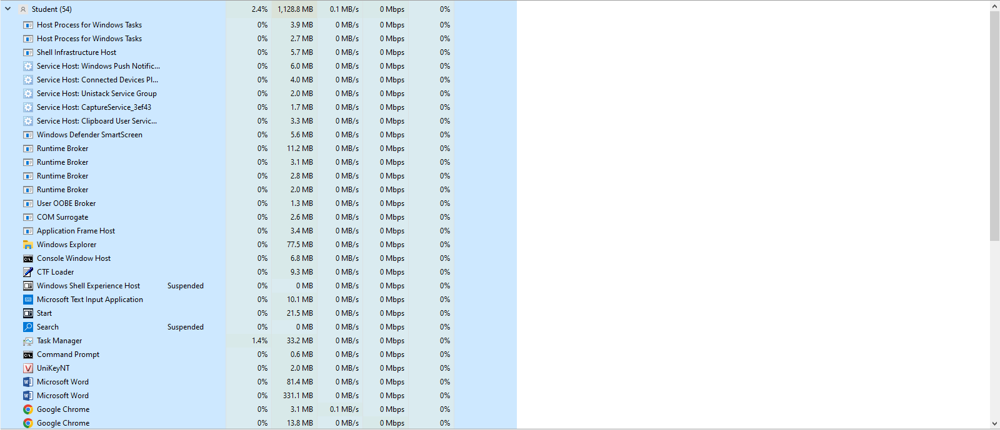 Student (54) 2.4% 1,128.8 MB 0.1 MB/s 0 Mbps 0%
Host Process for Windows Tasks 0% 3.9 MB 0 MB/s 0 Mbps 0%
Host Process for Windows Tasks 0% 2.7 MB 0 MB/s 0 Mbps 0%
Shell Infrastructure Host 0% 5.7 MB 0 MB/s 0 Mbps 0%
Service Host: Windows Push Notific... 0% 6.0 MB 0 MB/s 0 Mbps 0%
Service Host: Connected Devices Pl... 0% 4.0 MB 0 MB/s 0 Mbps 0%
Service Host: Unistack Service Group 0% 2.0 MB 0 MB/s 0 Mbps 0%
Service Host: CaptureService_3ef43 0% 1.7 MB 0 MB/s 0 Mbps 0%
Service Host: Clipboard User Servic... 0% 3.3 MB 0 MB/s 0 Mbps 0%
Windows Defender SmartScreen 0% 5.6 MB 0 MB/s 0 Mbps 0%
Runtime Broker 0% 11.2 MB 0 MB/s 0 Mbps 0%
Runtime Broker 0% 3.1 MB 0 MB/s 0 Mbps 0%
Runtime Broker 0% 2.8 MB 0 MB/s 0 Mbps 0%
Runtime Broker 0% 2.0 MB 0 MB/s 0 Mbps 0%
User OOBE Broker 0% 1.3 MB 0 MB/s 0 Mbps 0%
COM Surrogate 0% 2.6 MB 0 MB/s 0 Mbps 0%
Application Frame Host 0% 3.4 MB 0 MB/s 0 Mbps 0%
Windows Explorer 0% 77.5 MB 0 MB/s 0 Mbps 0%
Console Window Host 0% 6.8 MB 0 MB/s 0 Mbps 0%
CTF Loader 0% 9.3 MB 0 MB/s 0 Mbps 0%
Windows Shell Experience Host Suspended 0% 0 MB 0 MB/s 0 Mbps 0%
Microsoft Text Input Application 0% 10.1 MB 0 MB/s 0 Mbps 0%
Start 0% 21.5 MB 0 MB/s 0 Mbps 0%
Search Suspended 0% 0 MB 0 MB/s 0 Mbps 0%
Task Manager 1.4% 33.2 MB 0 MB/s 0 Mbps 0%
Command Prompt 0% 0.6 MB 0 MB/s 0 Mbps 0%
UniKeyNT 0% 2.0 MB 0 MB/s 0 Mbps 0%
Microsoft Word 0% 81.4 MB 0 MB/s 0 Mbps 0%
Microsoft Word 0% 331.1 MB 0 MB/s 0 Mbps 0%
Google Chrome 0% 3.1 MB 0.1 MB/s 0 Mbps 0%
Google Chrome 0% 13.8 MB 0 MB/s 0 Mbps 0%